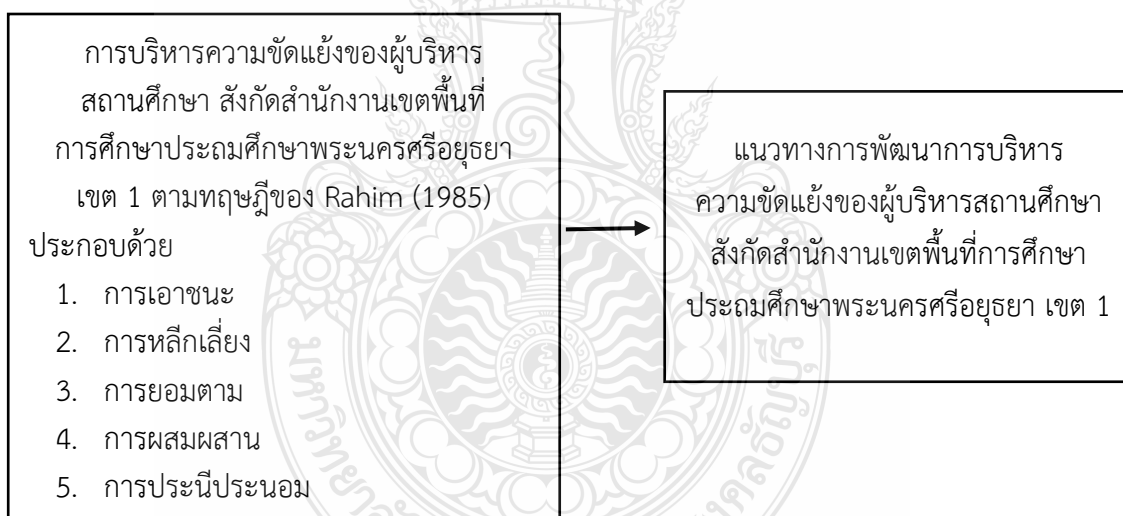 การบริหารความขัดแย้งของผู้บริหาร
สถานศึกษา สังกัดสำนักงานเขตพื้นที่
การศึกษาประถมศึกษาพระนครศรีอยุธยา
เขต 1 ตามทฤษฎีของ Rahim (1985)
ประกอบด้วย
1. การเอาชนะ
2. การหลีกเลี่ยง
3. การยอมตาม
4. การผสมผสาน
5. การประนีประนอม
แนวทางการพัฒนาการบริหาร
ความขัดแย้งของผู้บริหารสถานศึกษา
สังกัดสำนักงานเขตพื้นที่การศึกษา
ประถมศึกษาพระนครศรีอยุธยา เขต 1